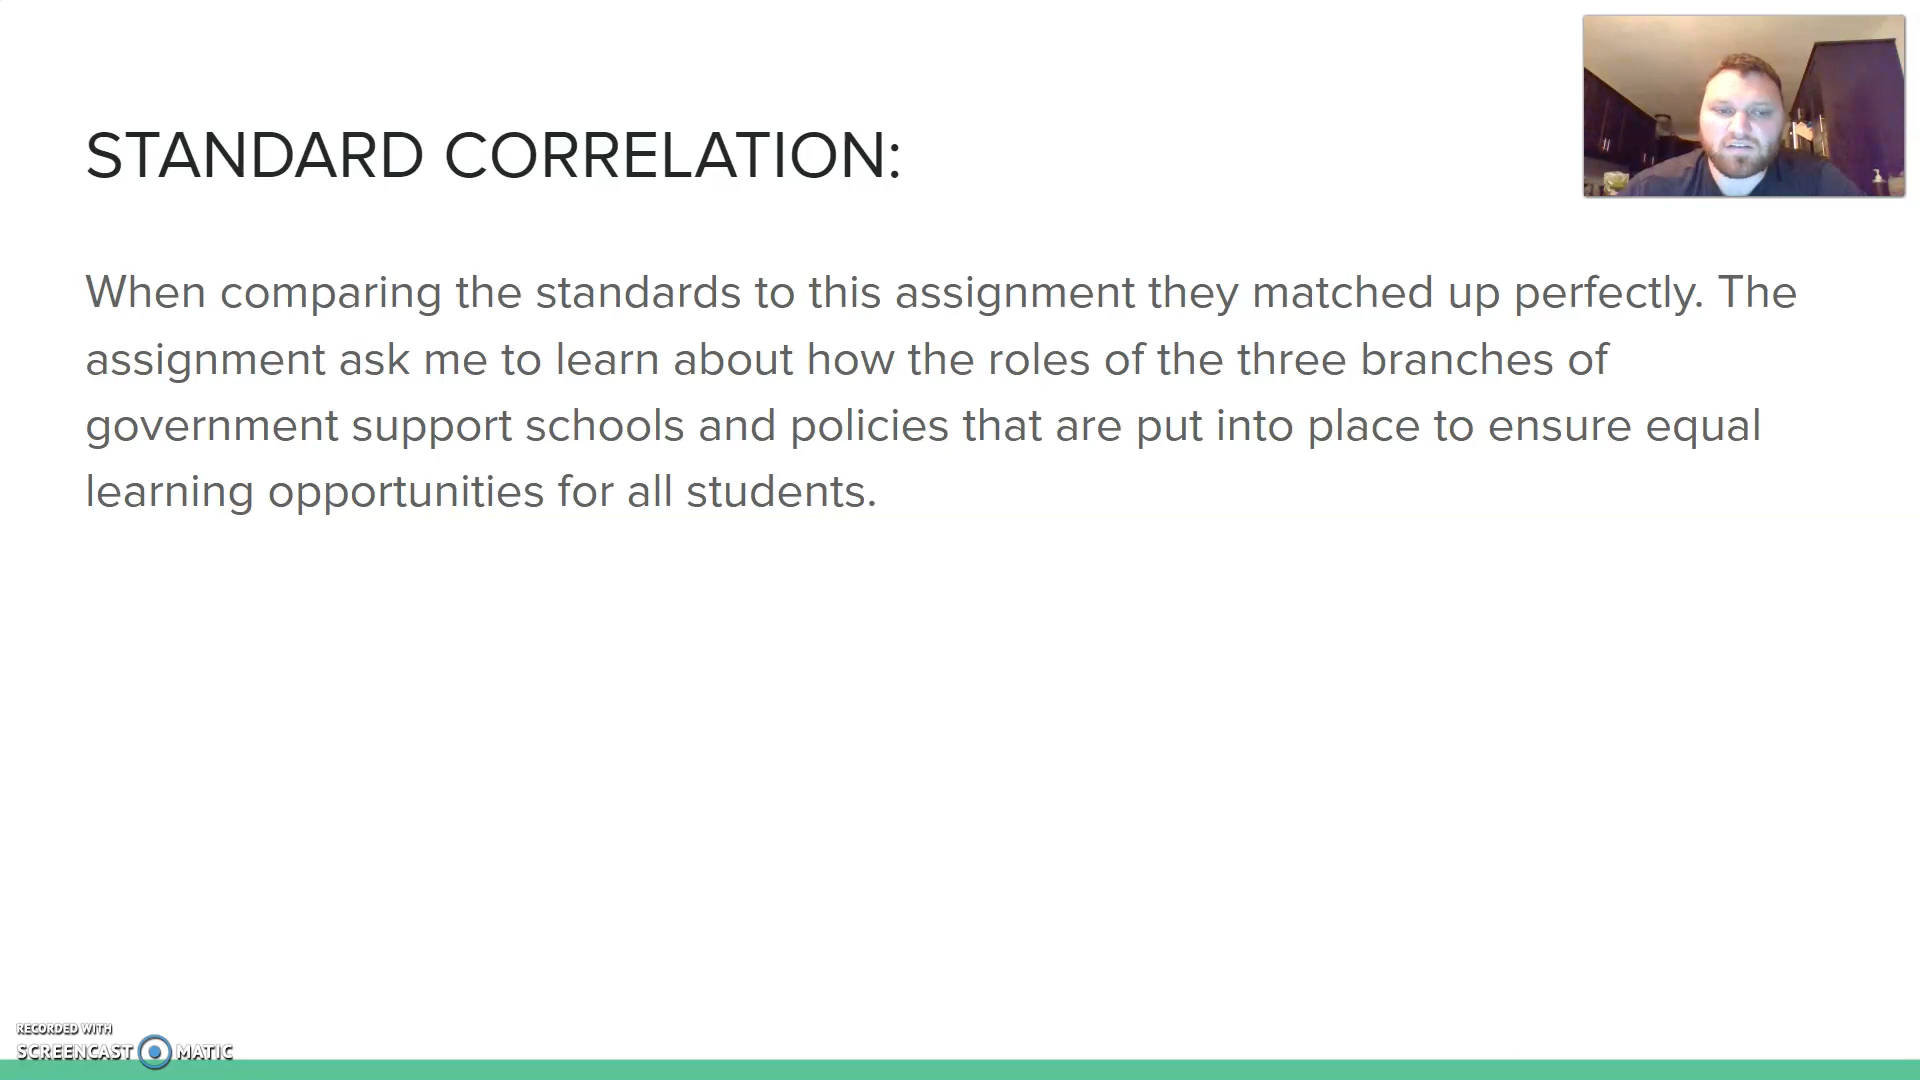 STANDARD CORRELATION:
When comparing the standards to this assignment they matched up perfectly. The
assignment ask me to learn about how the roles of the three branches of
government support schools and policies that are put into place to ensure equal
learning opportunities for all students.
RECORDED WITH
SCREENCAST MATIC